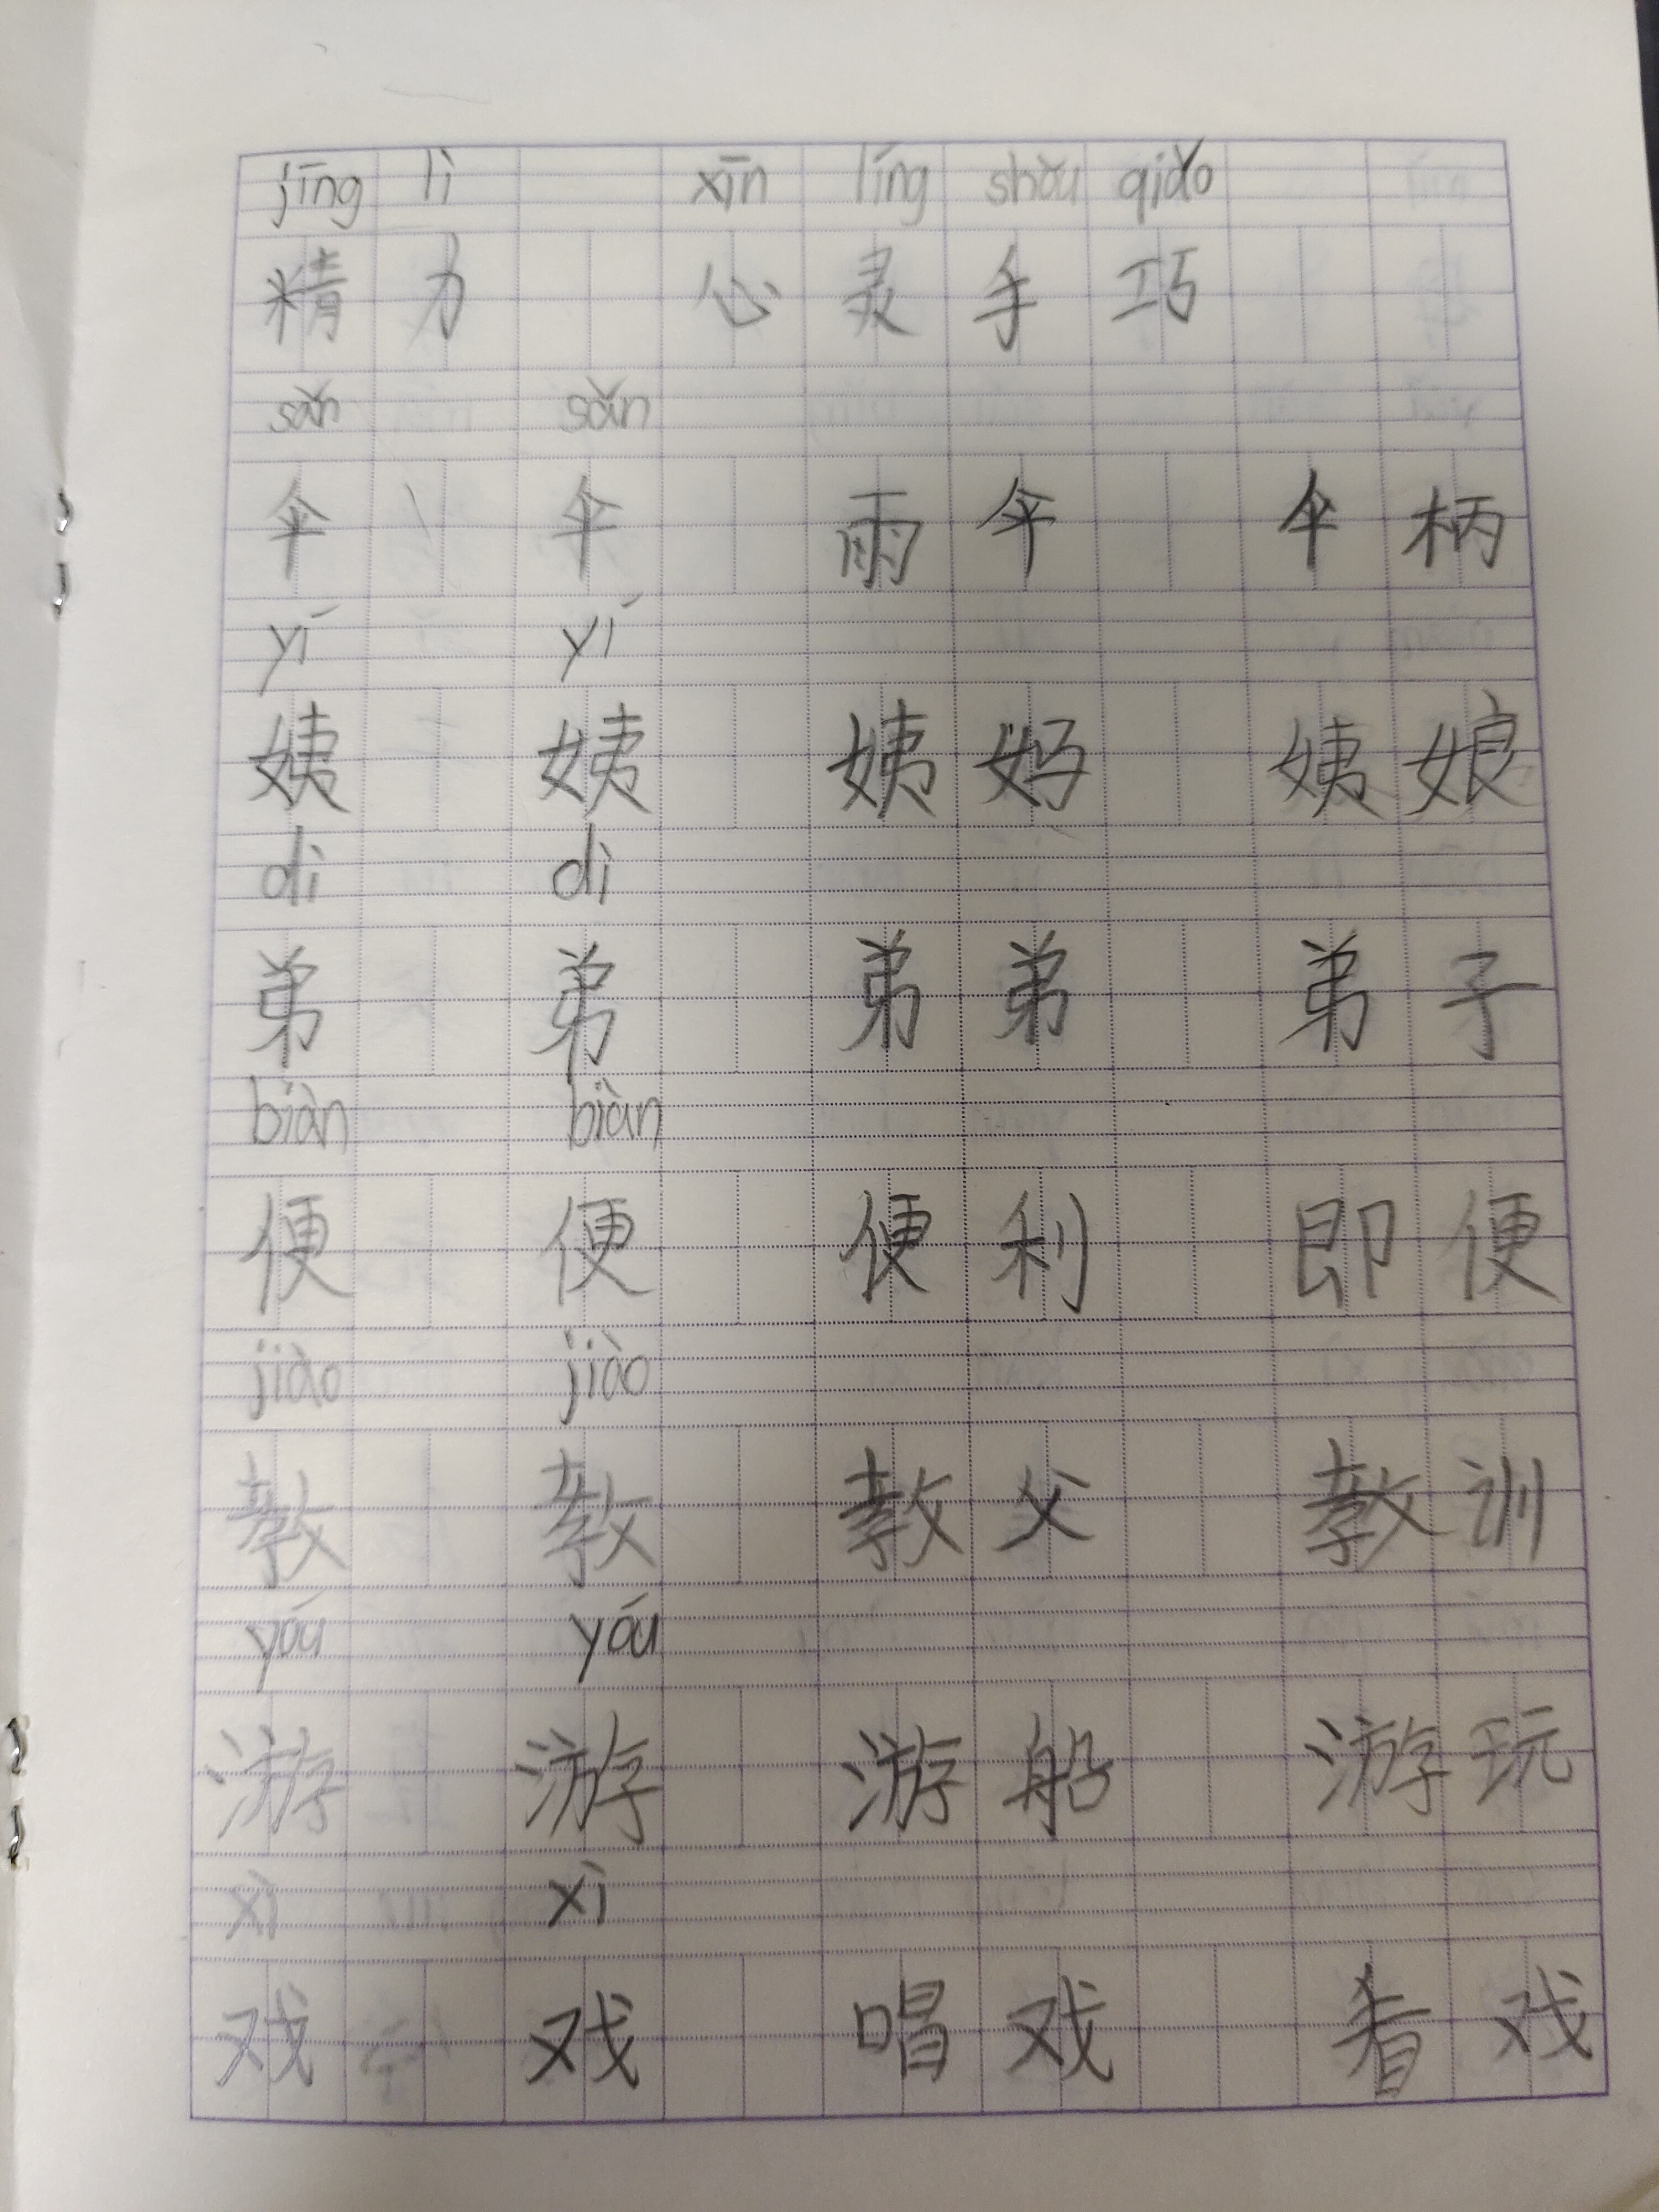 jīng lì xīn líng shǒu qiǎo
精力 心灵手巧
sǎn sǎn
伞 伞 雨伞 伞柄
yí yí
姨 姨 姨妈 姨娘
dì dì
弟 弟 弟弟 弟子
biàn biàn
便 便 便利 即便
jiào jiào
教 教 教父 教训
yóu yóu
游 游 游船 游玩
xì xì
戏 戏 唱戏 看戏